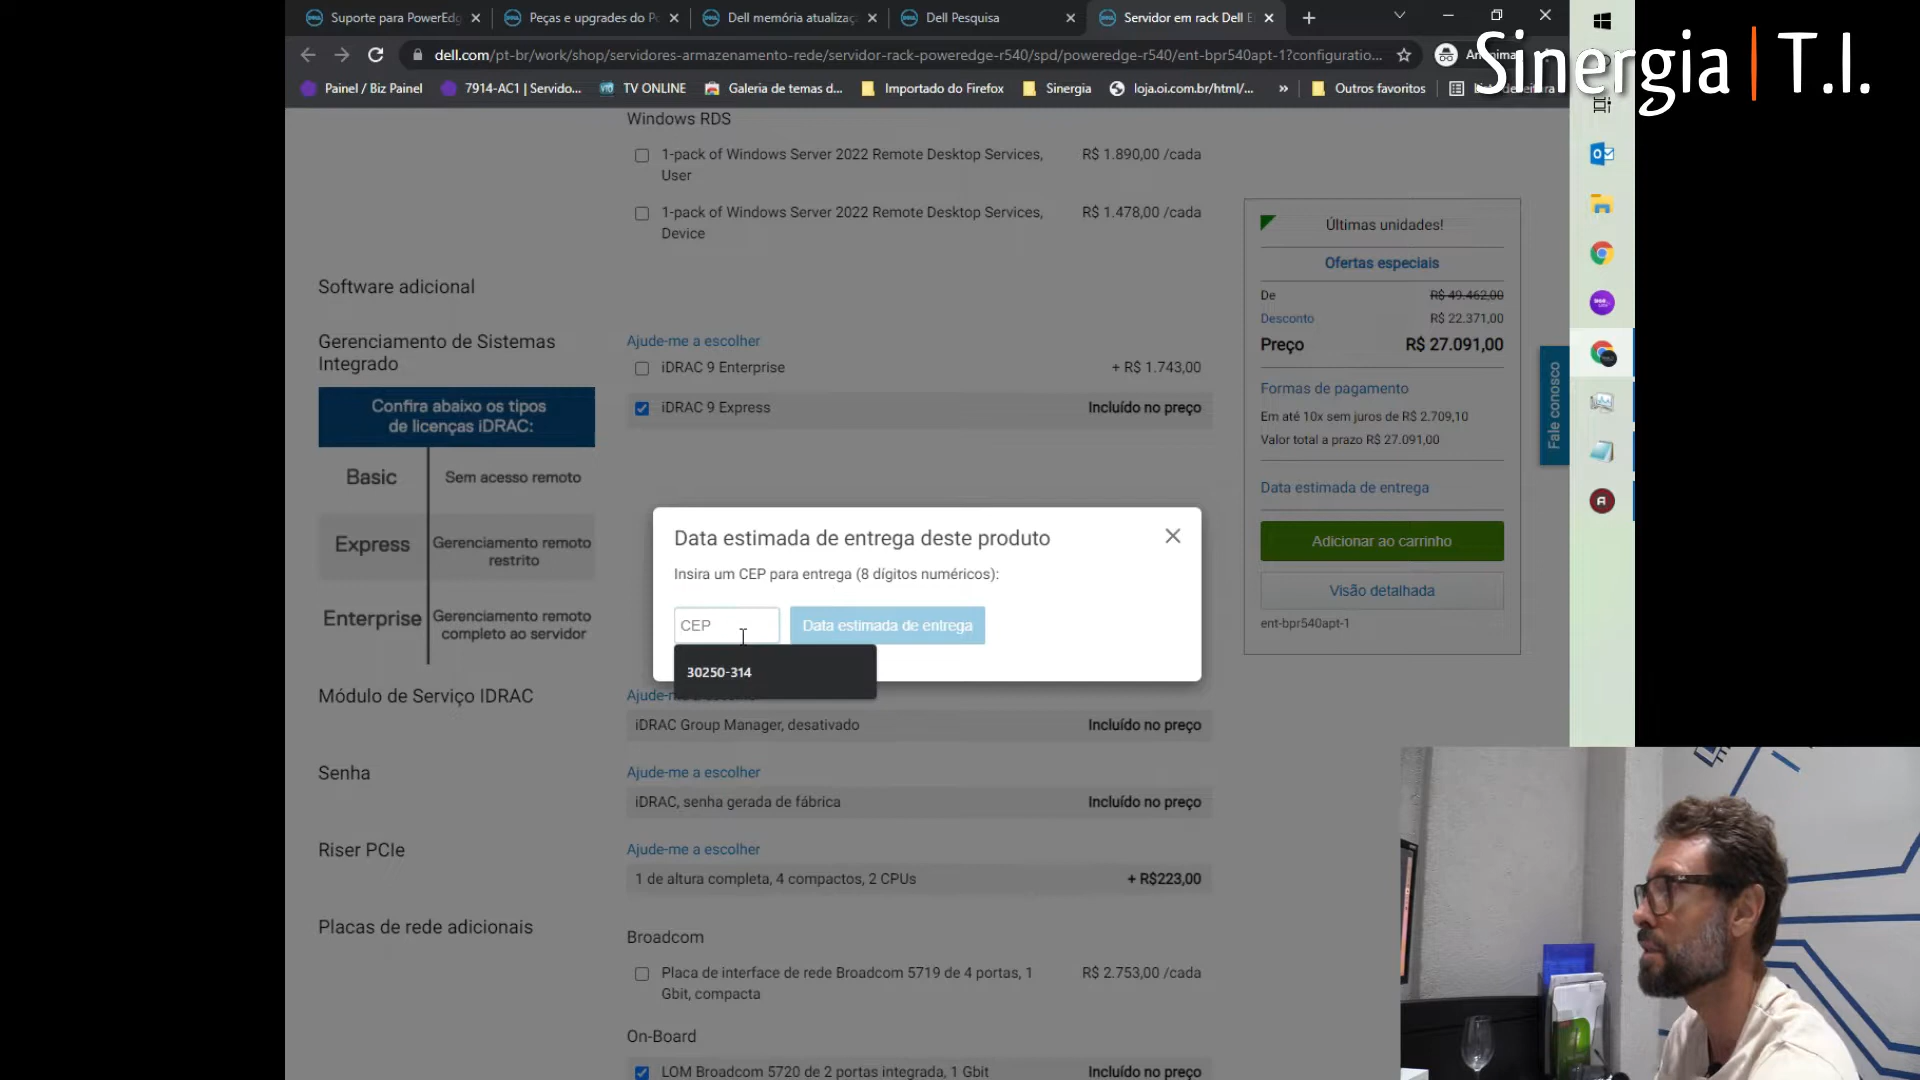 Suporte para PowerEdg
Peças e upgrades do P
Dell memória atualizaç
Dell Pesquisa
Servidor em rack Dell E
dell.com/pt-br/work/shop/servidores-armazenamento-rede/servidor-rack-poweredge-r540/spd/poweredge-r540/ent-bpr540apt-1?configuratio...
Sinergia | T.I.
Painel / Biz Painel
7914-AC1 | Servido...
TV ONLINE
Galeria de temas d...
Importado do Firefox
Sinergia
loja.oi.com.br/html/...
»
Outros favoritos
Windows RDS
1-pack of Windows Server 2022 Remote Desktop Services, User
R$ 1.890,00 /cada
1-pack of Windows Server 2022 Remote Desktop Services, Device
R$ 1.478,00 /cada
Software adicional
Gerenciamento de Sistemas
Integrado
Ajude-me a escolher
iDRAC 9 Enterprise
+ R$ 1.743,00
iDRAC 9 Express
Incluído no preço
Confira abaixo os tipos
de licenças iDRAC:
Basic
Sem acesso remoto
Express
Gerenciamento remoto
restrito
Enterprise
Gerenciamento remoto
completo ao servidor
Data estimada de entrega deste produto
Insira um CEP para entrega (8 dígitos numéricos):
CEP
Data estimada de entrega
30250-314
Módulo de Serviço IDRAC
iDRAC Group Manager, desativado
Incluído no preço
Senha
Ajude-me a escolher
iDRAC, senha gerada de fábrica
Incluído no preço
Riser PCIe
Ajude-me a escolher
1 de altura completa, 4 compactos, 2 CPUs
+ R$223,00
Placas de rede adicionais
Broadcom
Placa de interface de rede Broadcom 5719 de 4 portas, 1
Gbit, compacta
R$ 2.753,00 /cada
On-Board
LOM Broadcom 5720 de 2 portas integrada, 1 Gbit
Incluído no preço
Últimas unidades!
Ofertas especiais
De
R$ 49.462,00
Desconto
R$ 22.371,00
Preço
R$ 27.091,00
Formas de pagamento
Em até 10x sem juros de R$ 2.709,10
Valor total a prazo R$ 27.091,00
Data estimada de entrega
Adicionar ao carrinho
Visão detalhada
ent-bpr540apt-1
Fale conosco